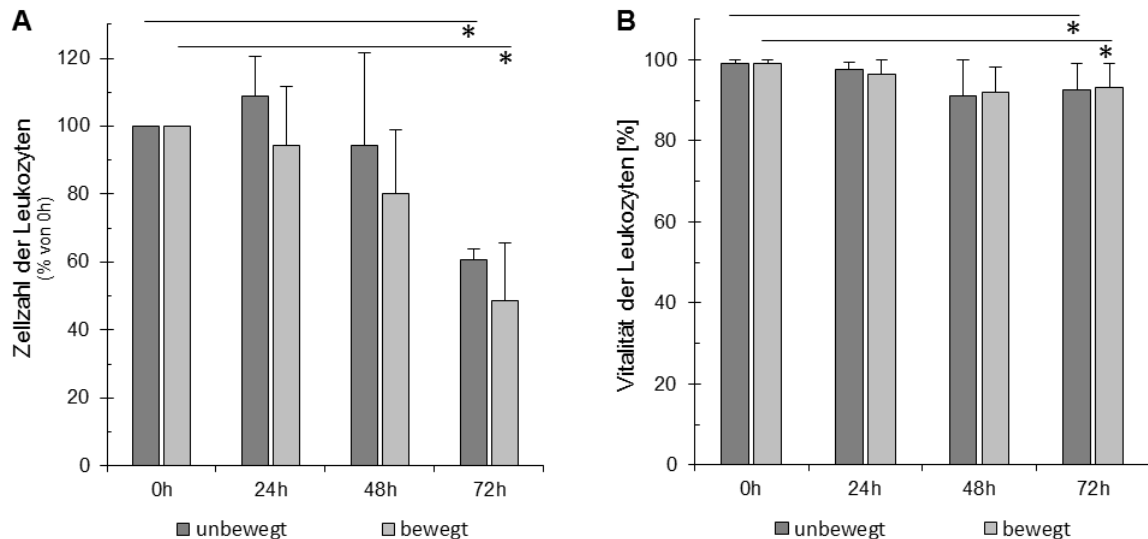 A
*
*
Zellzahl der Leukozyten
(% von 0h)
120
100
80
60
40
20
0
0h 24h 48h 72h
unbewegt bewegt
B
*
*
Vitalität der Leukozyten [%]
100
80
60
40
20
0
0h 24h 48h 72h
unbewegt bewegt